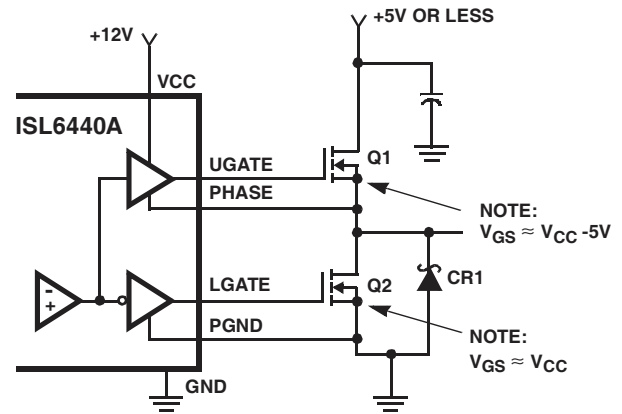 +12V
+5V OR LESS
VCC
ISL6440A
UGATE
Q1
PHASE
NOTE:
VGS ≈ VCC -5V
-
+
LGATE
Q2
CR1
PGND
NOTE:
VGS ≈ VCC
GND